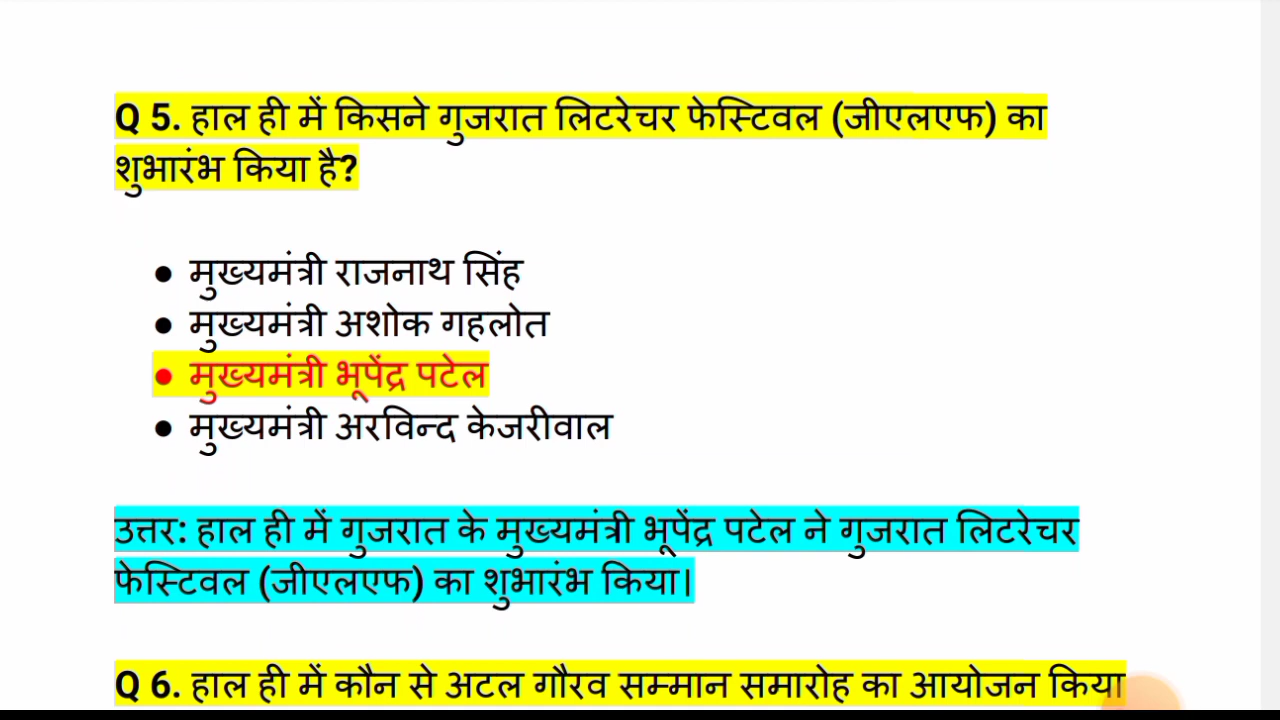 Q 5. हाल ही में किसने गुजरात लिटरेचर फेस्टिवल (जीएलएफ) का
शुभारंभ किया है?
● मुख्यमंत्री राजनाथ सिंह
● मुख्यमंत्री अशोक गहलोत
● मुख्यमंत्री भूपेंद्र पटेल
● मुख्यमंत्री अरविन्द केजरीवाल
उत्तर: हाल ही में गुजरात के मुख्यमंत्री भूपेंद्र पटेल ने गुजरात लिटरेचर
फेस्टिवल (जीएलएफ) का शुभारंभ किया।
Q 6. हाल ही में कौन से अटल गौरव सम्मान समारोह का आयोजन किया